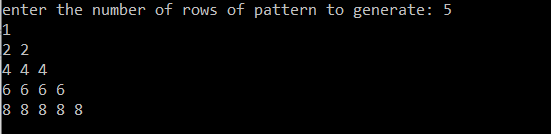 enter the number of rows of pattern to generate: 5
1
2 2
4 4 4
6 6 6 6
8 8 8 8 8